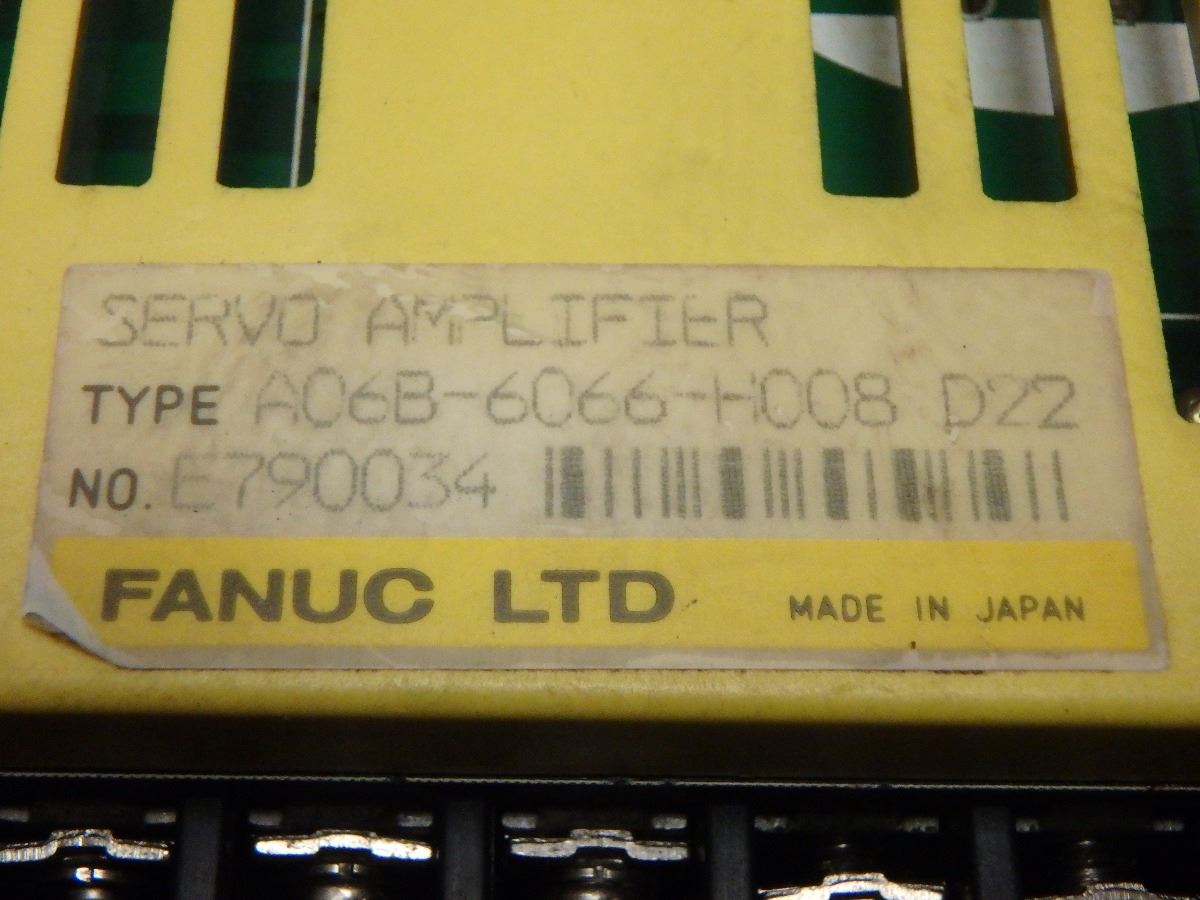 SERVO AMPLIFIER
TYPE A06B-6066-H008 D22
NO. E790034
FANUC LTD MADE IN JAPAN